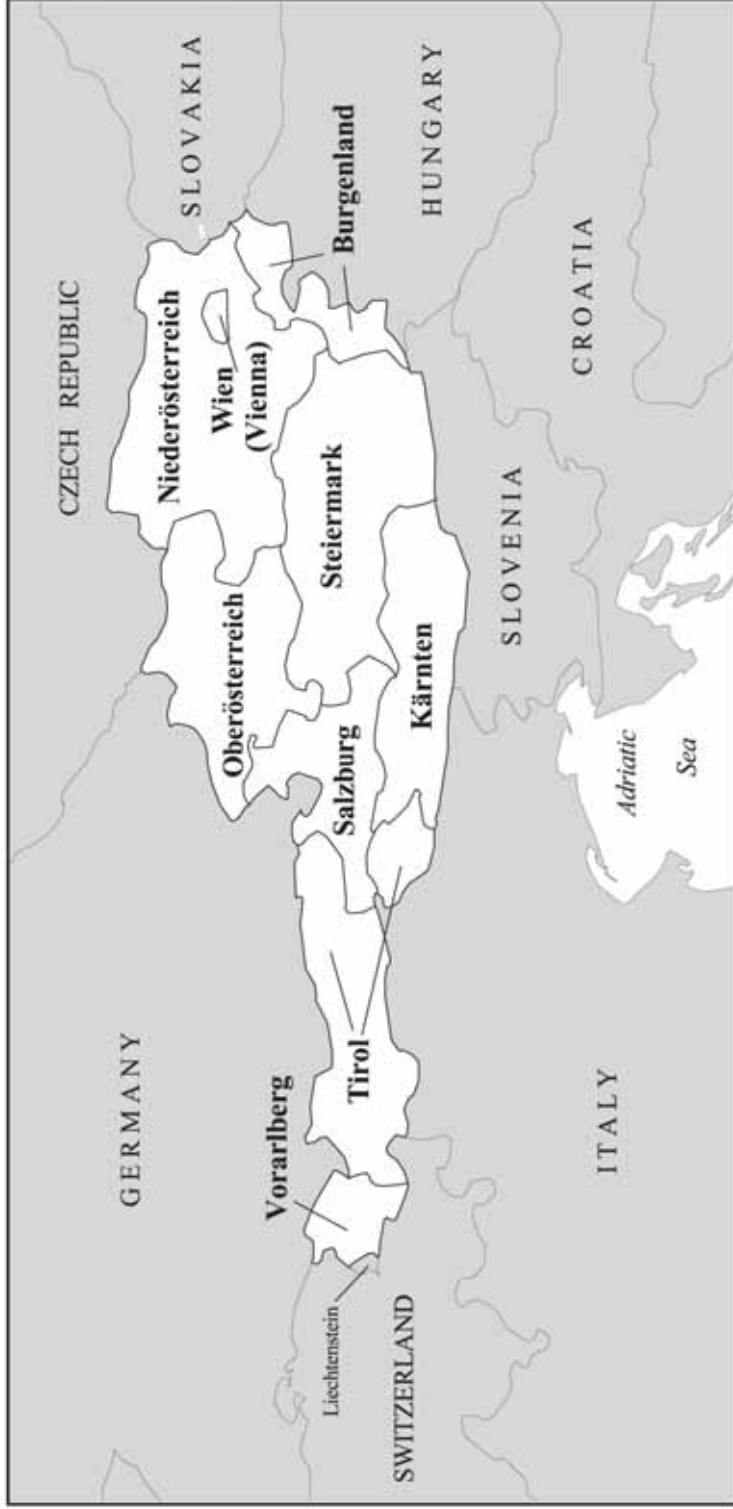 CZECH REPUBLIC
SLOVAKIA
GERMANY
Niederösterreich
Wien
(Vienna)
Oberösterreich
Burgenland
Vorarlberg
Salzburg
Steiermark
Tirol
Liechtenstein
Kärnten
HUNGARY
SWITZERLAND
SLOVENIA
CROATIA
ITALY
Adriatic
Sea